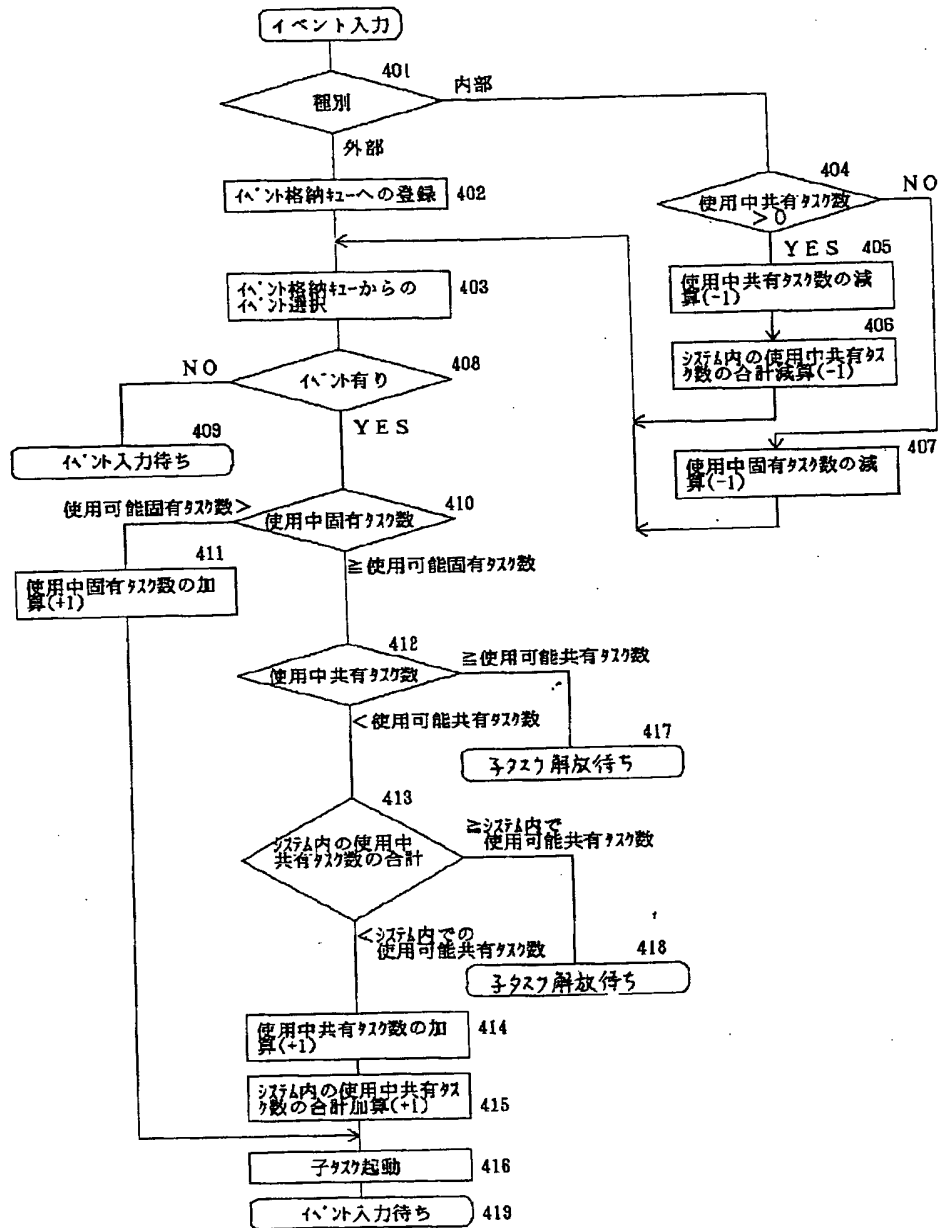 イベント入力
401
種別
内部
外部
イベント格納キューへの登録
402
404
NO
使用中共有タスク数
>0
YES
405
使用中共有タスク数の減
算(-1)
406
システム内の使用中共有タス
ク数の合計減算(-1)
407
使用中固有タスク数の減
算(-1)
イベント格納キューからの
イベント選択
403
NO
408
イベント有り
YES
409
イベント入力待ち
使用可能固有タスク数>
410
使用中固有タスク数
411
使用中固有タスク数の加
算(+1)
≧使用可能固有タスク数
412
使用中共有タスク数
≧使用可能共有タスク数
<使用可能共有タスク数
417
子タスク解放待ち
413
システム内の使用中
共有タスク数の合計
≧システム内で
使用可能共有タスク数
<システム内での
使用可能共有タスク数
418
子タスク解放待ち
使用中共有タスク数の加
算(+1)
414
システム内の使用中共有タス
ク数の合計加算(+1)
415
子タスク起動
416
イベント入力待ち
419